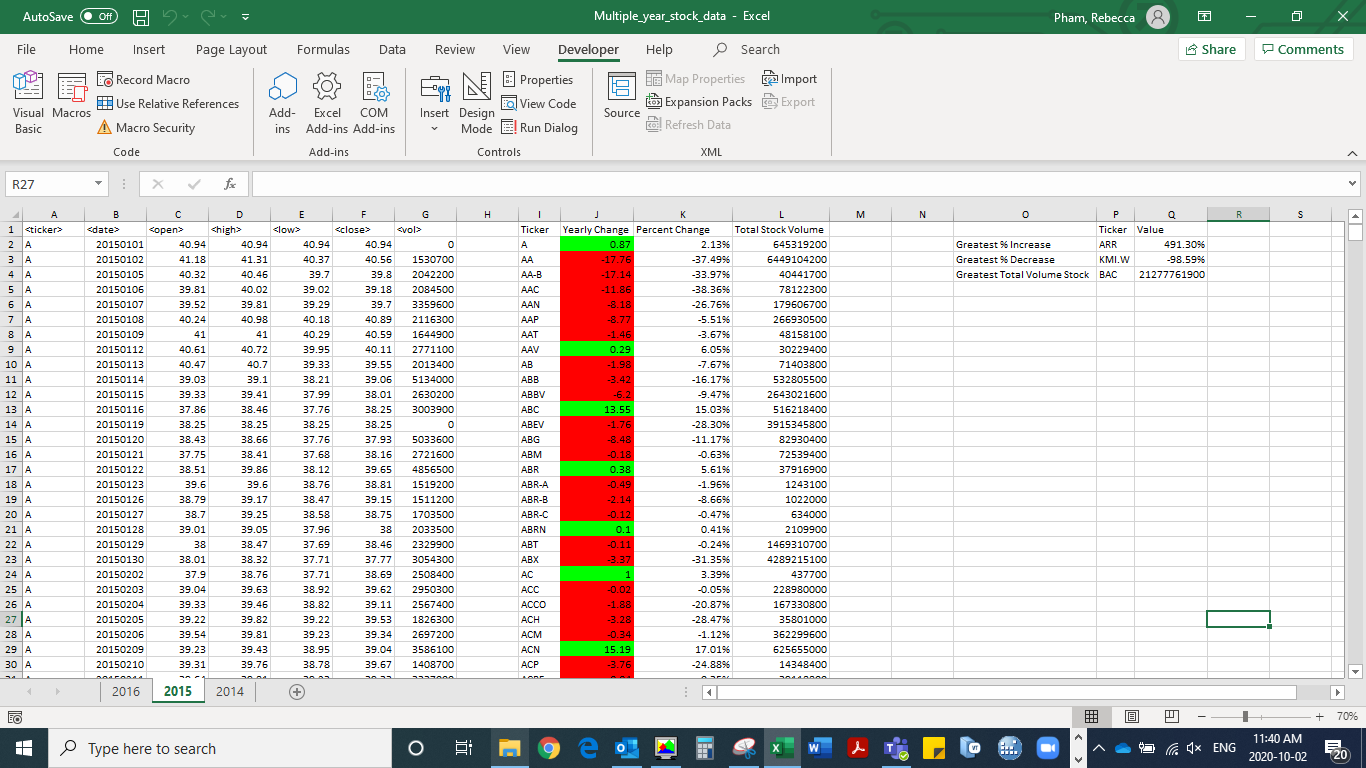 AutoSave Off Multiple_year_stock_data - Excel Pham, Rebecca
File Home Insert Page Layout Formulas Data Review View Developer Help Search Share Comments
Visual Basic
Macros
Record Macro
Use Relative References
Macro Security
Code
Add-ins
Excel Add-ins
COM Add-ins
Add-ins
Insert
Design Mode
Properties
View Code
Run Dialog
Controls
Source
Map Properties
Expansion Packs
Refresh Data
Import
Export
XML
R27 fx
A B C D E F G H I J K L M N O P Q R S
1 <ticker> <date> <open> <high> <low> <close> <vol> Ticker Yearly Change Percent Change Total Stock Volume Ticker Value
2 A 20150101 40.94 40.94 40.94 40.94 0 A 0.87 2.13% 645319200 Greatest % Increase ARR 491.30%
3 A 20150102 41.18 41.31 40.37 40.56 1530700 AA -17.76 -37.49% 6449104200 Greatest % Decrease KMI.W -98.59%
4 A 20150105 40.32 40.46 39.7 39.8 2042200 AA-B -17.14 -33.97% 40441700 Greatest Total Volume Stock BAC 21277761900
5 A 20150106 39.81 40.02 39.02 39.18 2084500 AAC -11.86 -38.36% 78122300
6 A 20150107 39.52 39.81 39.29 39.7 3359600 AAN -8.18 -26.76% 179606700
7 A 20150108 40.24 40.98 40.18 40.89 2116300 AAP -8.77 -5.51% 266930500
8 A 20150109 41 41 40.29 40.59 1644900 AAT -1.46 -3.67% 48158100
9 A 20150112 40.61 40.72 39.95 40.11 2771100 AAV 0.29 6.05% 30229400
10 A 20150113 40.47 40.7 39.33 39.55 2013400 AB -1.98 -7.67% 71403800
11 A 20150114 39.03 39.1 38.21 39.06 5134000 ABB -3.42 -16.17% 532805500
12 A 20150115 39.33 39.41 37.99 38.01 2630200 ABBV -6.2 -9.47% 2643021600
13 A 20150116 37.86 38.46 37.76 38.25 3003900 ABC 13.55 15.03% 516218400
14 A 20150119 38.25 38.25 38.25 38.25 0 ABEV -1.76 -28.30% 3915345800
15 A 20150120 38.43 38.66 37.76 37.93 5033600 ABG -8.48 -11.17% 82930400
16 A 20150121 37.75 38.41 37.68 38.16 2721600 ABM -0.18 -0.63% 72539400
17 A 20150122 38.51 39.86 38.12 39.65 4856500 ABR 0.38 5.61% 37916900
18 A 20150123 39.6 39.6 38.76 38.81 1519200 ABR-A -0.49 -1.96% 1243100
19 A 20150126 38.79 39.17 38.47 39.15 1511200 ABR-B -2.14 -8.66% 1022000
20 A 20150127 38.7 39.25 38.58 38.75 1703500 ABR-C -0.12 -0.47% 634000
21 A 20150128 39.01 39.05 37.96 38 2033500 ABRN 0.1 0.41% 2109900
22 A 20150129 38 38.47 37.69 38.46 2329900 ABT -0.11 -0.24% 1469310700
23 A 20150130 38.01 38.32 37.71 37.77 3054300 ABX -3.37 -31.35% 4289215100
24 A 20150202 37.9 38.76 37.71 38.69 2508400 AC 1 3.39% 437700
25 A 20150203 39.04 39.63 38.92 39.62 2950300 ACC -0.02 -0.05% 228980000
26 A 20150204 39.33 39.46 38.82 39.11 2567400 ACCO -1.88 -20.87% 167330800
27 A 20150205 39.22 39.82 39.22 39.53 1826300 ACH -3.28 -28.47% 35801000
28 A 20150206 39.54 39.81 39.23 39.34 2697200 ACM -0.34 -1.12% 362299600
29 A 20150209 39.23 39.43 38.95 39.04 3586100 ACN 15.19 17.01% 625655000
30 A 20150210 39.31 39.76 38.78 39.67 1408700 ACP -3.76 -24.88% 14348400
2016 2015 2014
70%
Type here to search
ENG 11:40 AM
2020-10-02 20